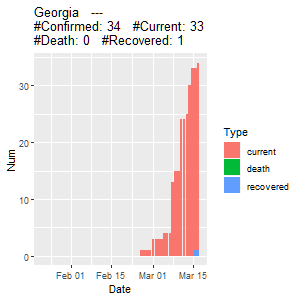 Georgia   ---
#Confirmed: 34   #Current: 33
#Death: 0   #Recovered: 1
Num
30
20
10
0
Feb 01
Feb 15
Mar 01
Mar 15
Date
Type
current
death
recovered